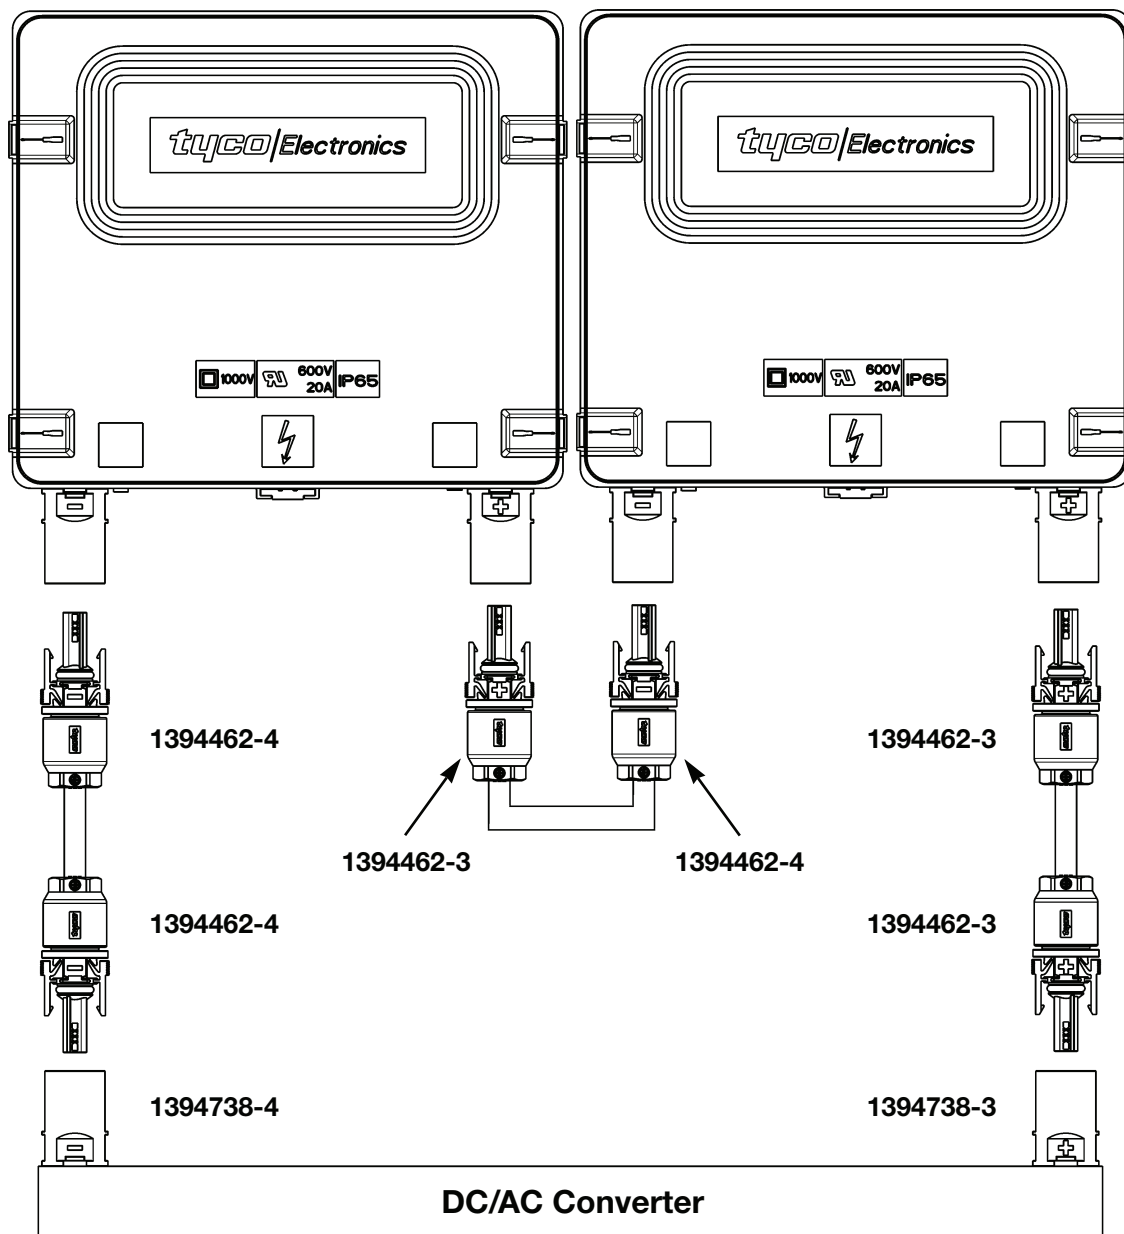 tyco/Electronics
tyco/Electronics
1000V
600V
20A
IP65
1000V
600V
20A
IP65
-
+
-
+
-
+
-
+
1394462-4
1394462-3
1394462-3
1394462-4
1394462-4
1394462-3
-
+
1394738-4
1394738-3
-
+
DC/AC Converter